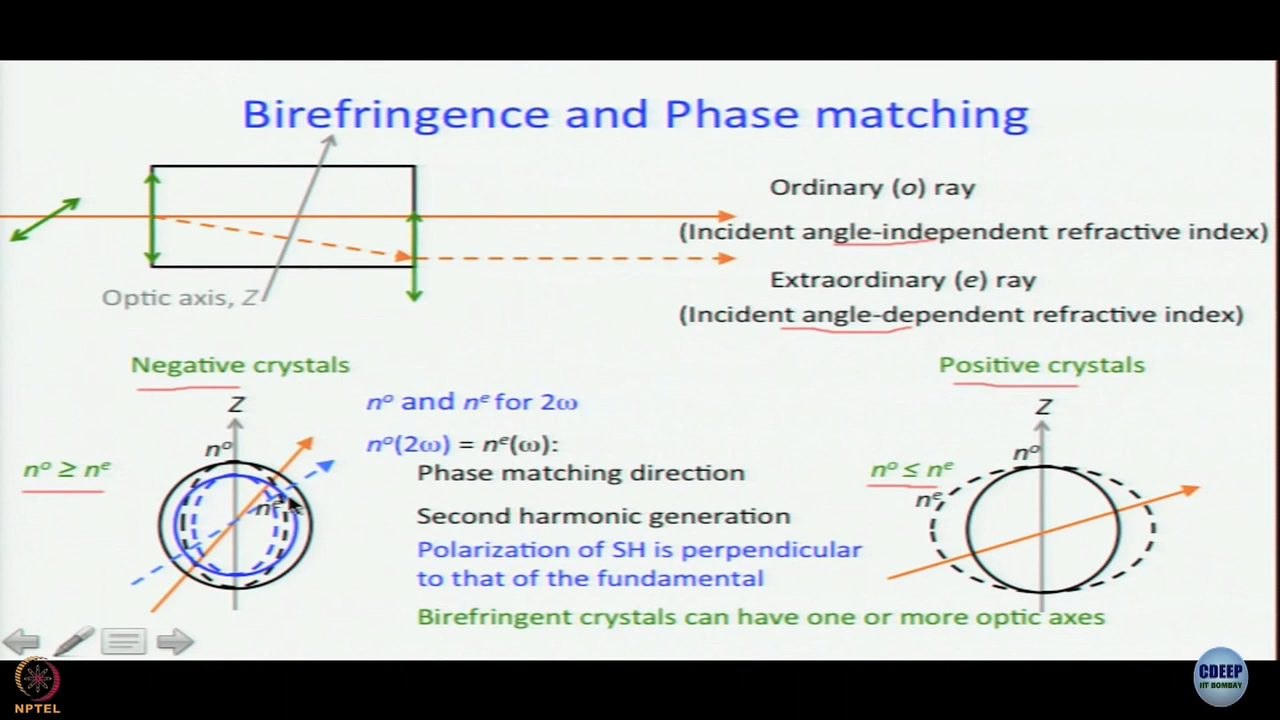 Birefringence and Phase matching
Ordinary (o) ray
(Incident angle-independent refractive index)
Extraordinary (e) ray
(Incident angle-dependent refractive index)
Optic axis, Z
Negative crystals
Z
nᵒ
nᵒ ≥ nᵉ
nᵉ
nᵒ and nᵉ for 2ω
nᵒ(2ω) = nᵉ(ω):
Phase matching direction
Second harmonic generation
Polarization of SH is perpendicular
to that of the fundamental
Birefringent crystals can have one or more optic axes
Positive crystals
Z
nᵒ
nᵒ ≤ nᵉ
nᵉ
NPTEL
CDEEP
IIT BOMBAY